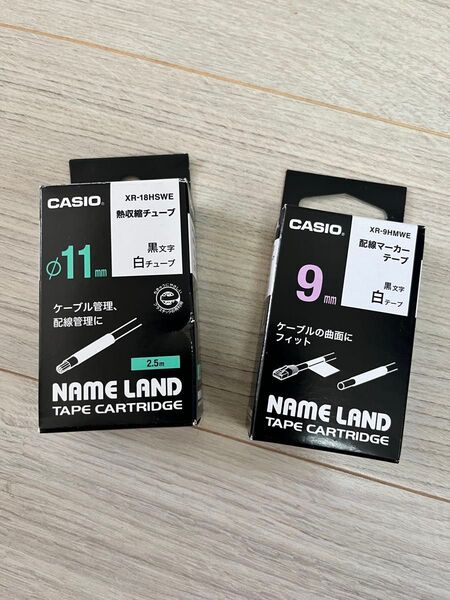 XR-18HSWE
CASIO®
熱収縮チューブ
φ11mm
黒文字
白チューブ
ケーブル管理、
配線管理に
2.5m
NAME LAND
TAPE CARTRIDGE
XR-9HMWE
CASIO®
配線マーカー
テープ
9mm
黒文字
白テープ
ケーブルの曲面に
フィット
NAME LAND
TAPE CARTRIDGE